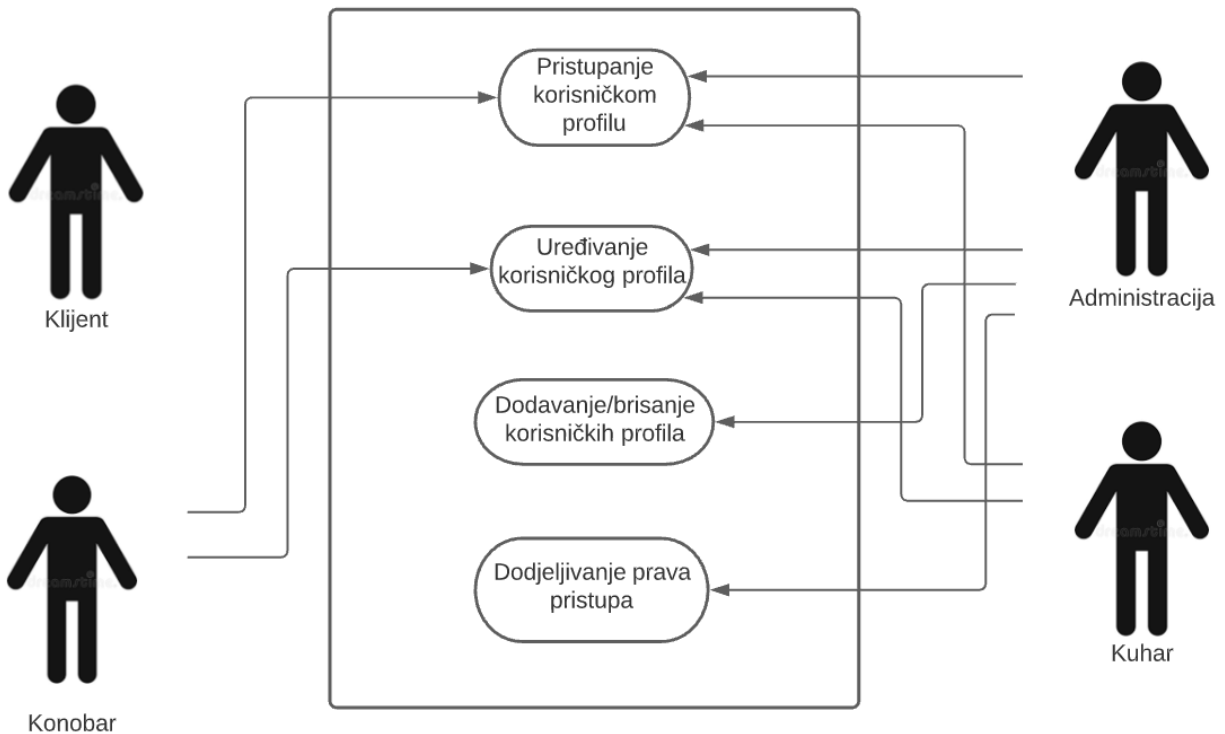 Pristupanje
korisničkom
profilu
Uređivanje
korisničkog profila
Dodavanje/brisanje
korisničkih profila
Dodjeljivanje prava
pristupa
Klijent
Konobar
Administracija
Kuhar